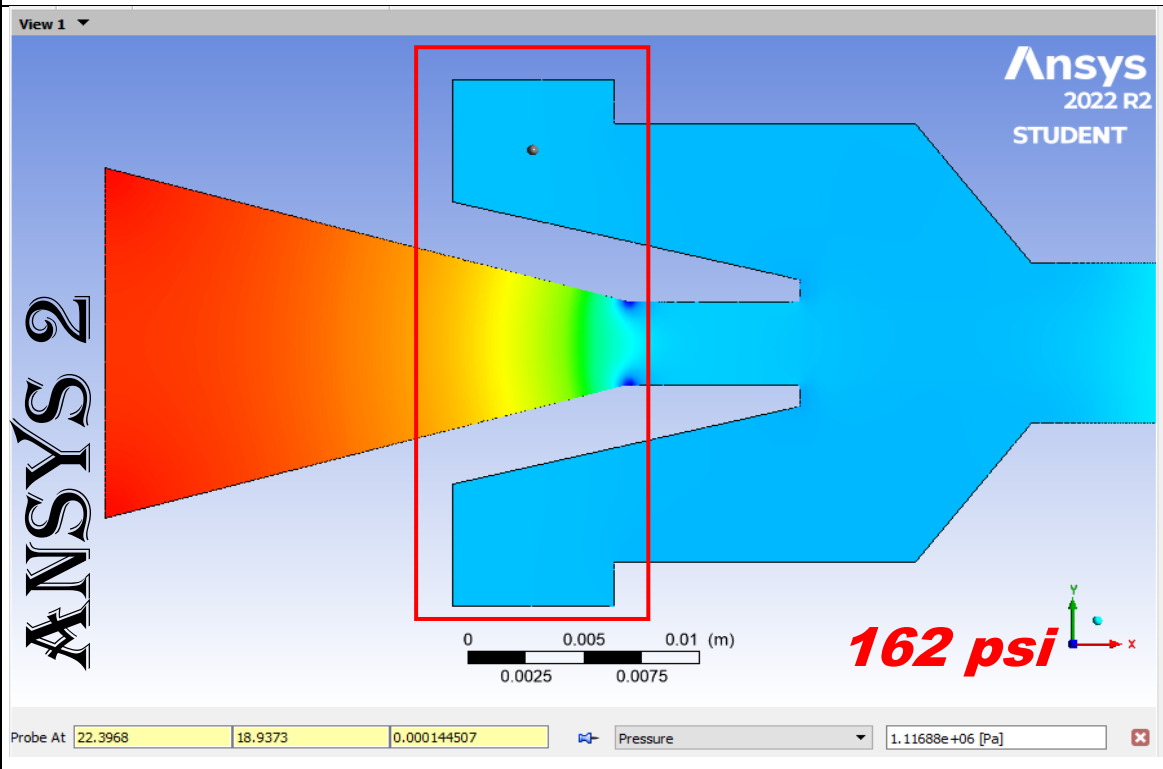 View 1
Ansys
2022 R2
STUDENT
ANSYS 2
0 0.005 0.01 (m)
0.0025 0.0075
162 psi
Y
X
Probe At 22.3968 18.9373 0.000144507 Pressure 1.11688e+06 [Pa]